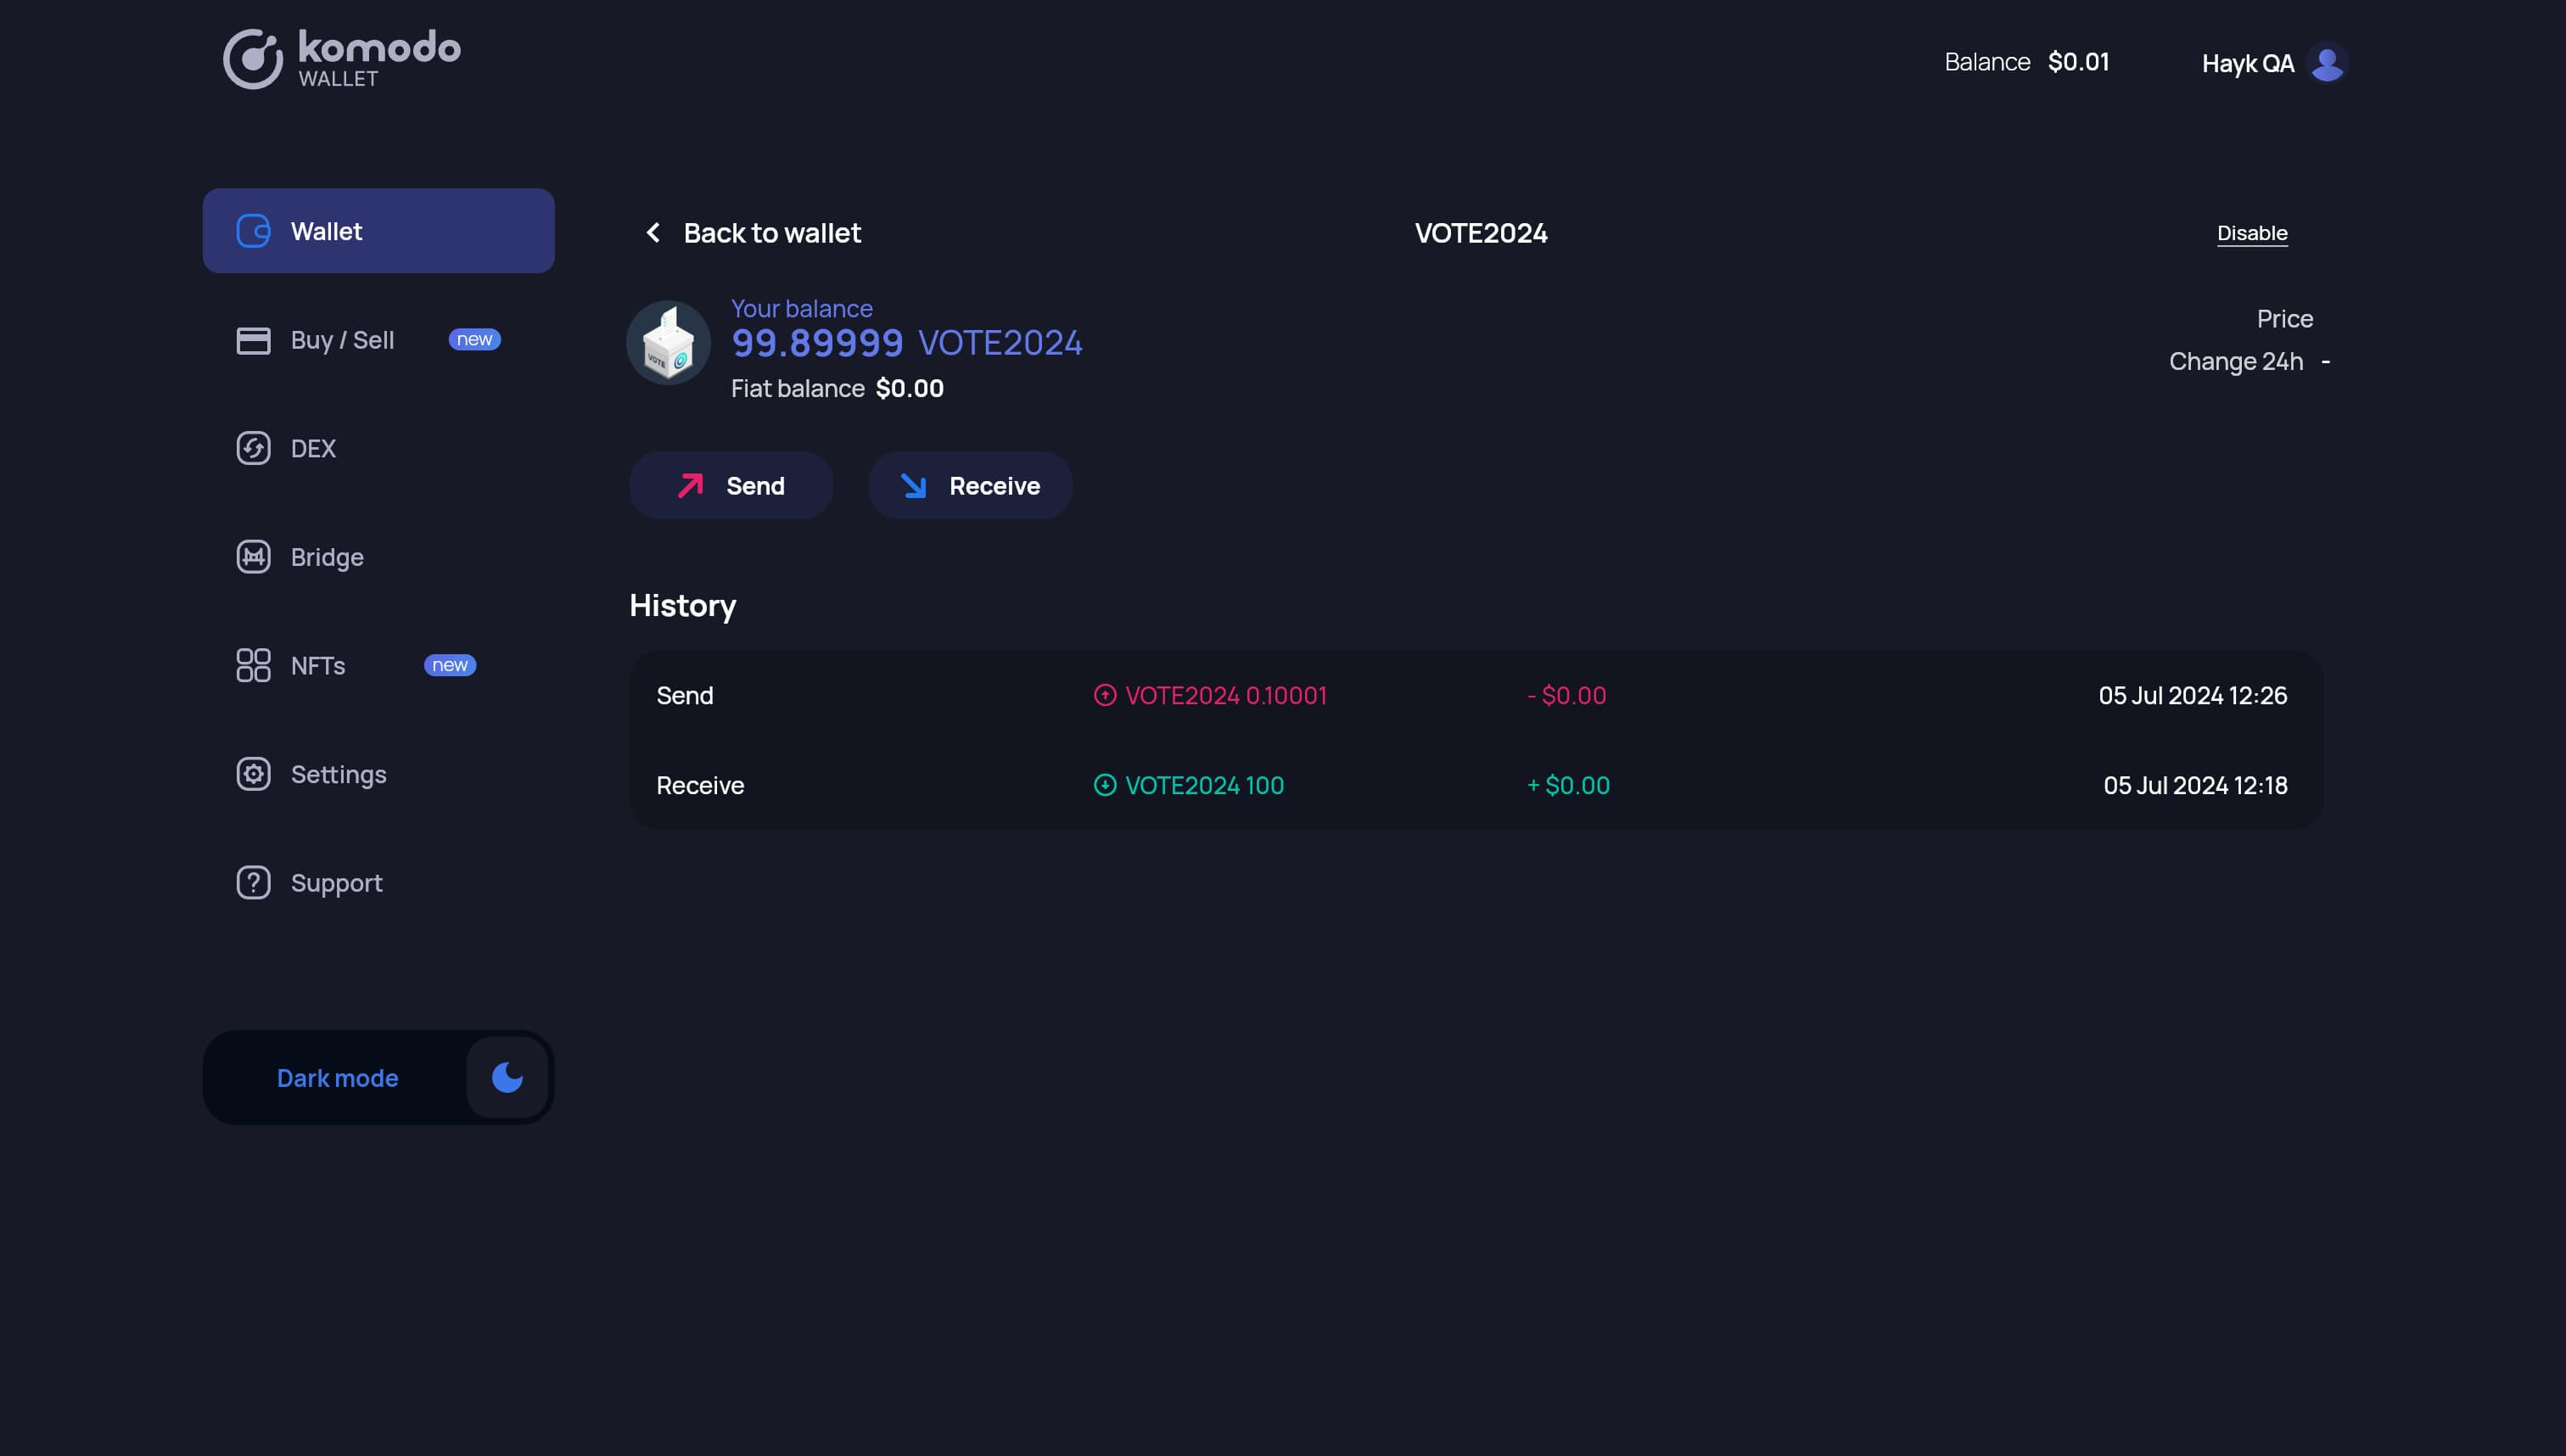 komodo
WALLET
Balance $0.01
Hayk QA
Wallet
Buy / Sell new
DEX
Bridge
NFTs new
Settings
Support
Dark mode
Back to wallet
VOTE2024
Disable
VOTE
Your balance
99.89999 VOTE2024
Fiat balance $0.00
Price
Change 24h -
Send
Receive
History
Send VOTE2024 0.10001 - $0.00 05 Jul 2024 12:26
Receive VOTE2024 100 + $0.00 05 Jul 2024 12:18